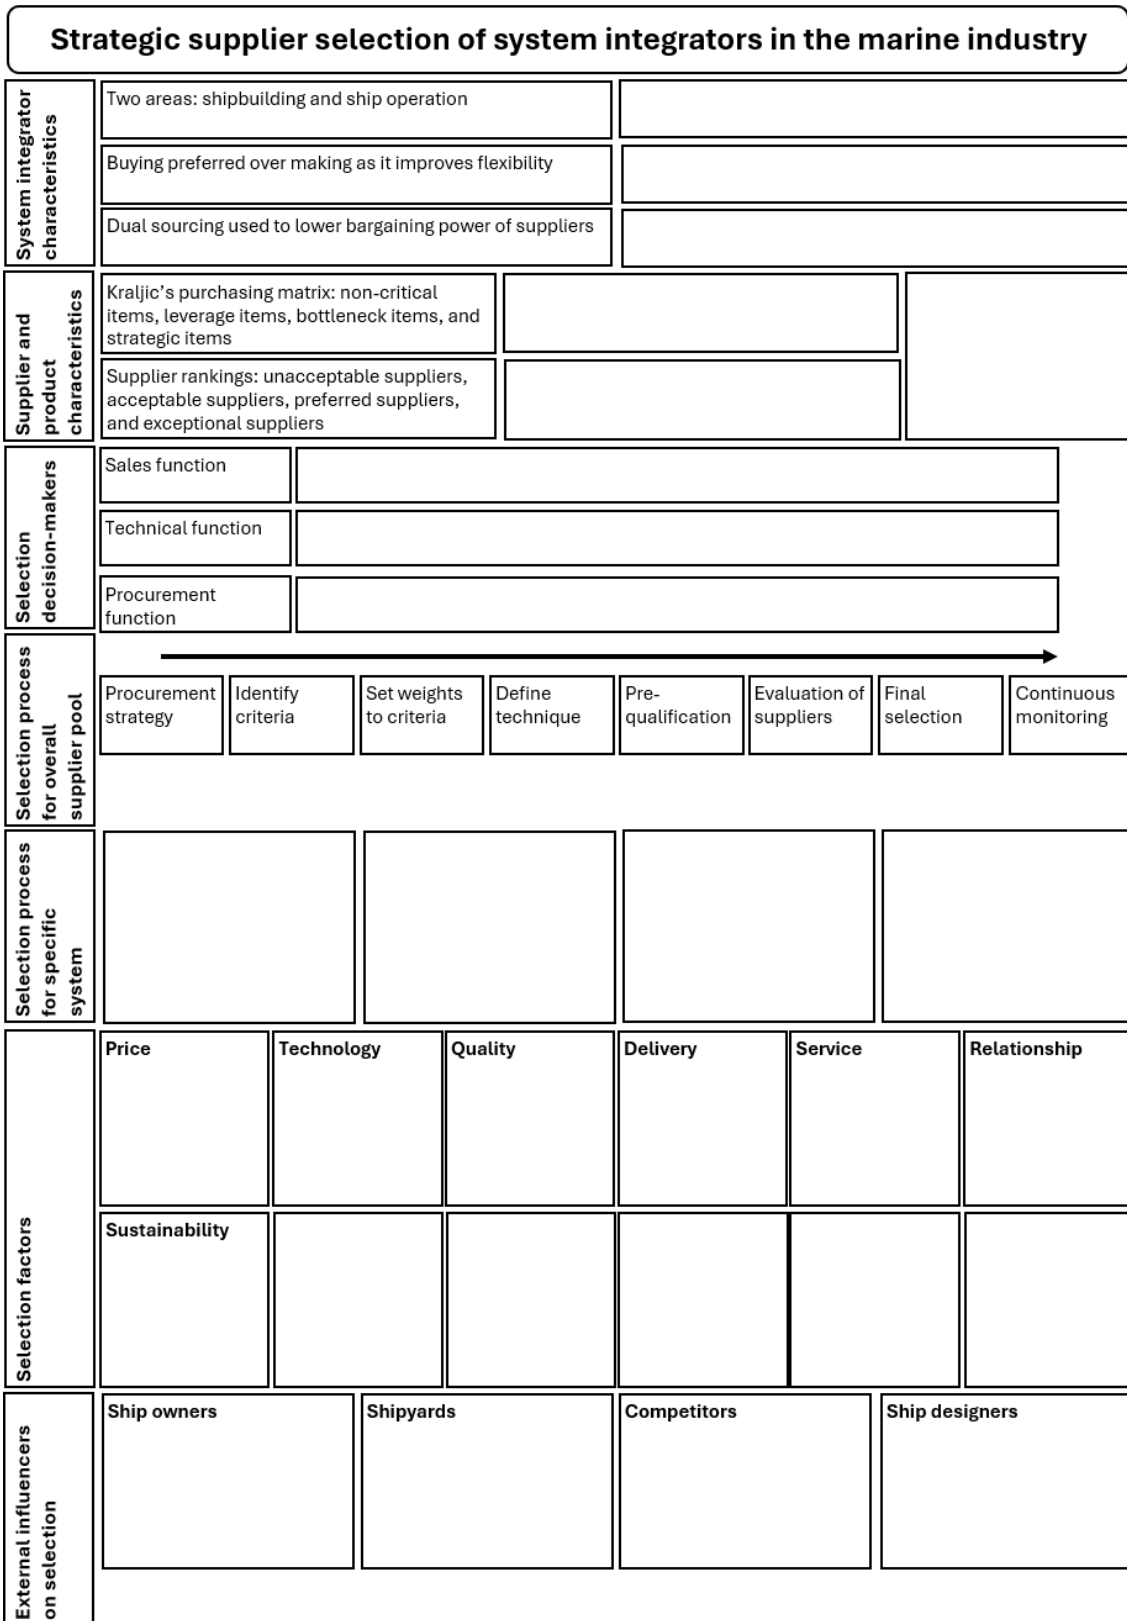 Strategic supplier selection of system integrators in the marine industry
System integrator
characteristics
Two areas: shipbuilding and ship operation
Buying preferred over making as it improves flexibility
Dual sourcing used to lower bargaining power of suppliers
Supplier and
product
characteristics
Kraljic’s purchasing matrix: non-critical
items, leverage items, bottleneck items, and
strategic items
Supplier rankings: unacceptable suppliers,
acceptable suppliers, preferred suppliers,
and exceptional suppliers
Selection
decision-makers
Sales function
Technical function
Procurement
function
Selection process
for overall
supplier pool
Procurement
strategy
Identify
criteria
Set weights
to criteria
Define
technique
Pre-
qualification
Evaluation of
suppliers
Final
selection
Continuous
monitoring
Selection process
for specific
system
Selection factors
Price
Technology
Quality
Delivery
Service
Relationship
Sustainability
External influencers
on selection
Ship owners
Shipyards
Competitors
Ship designers